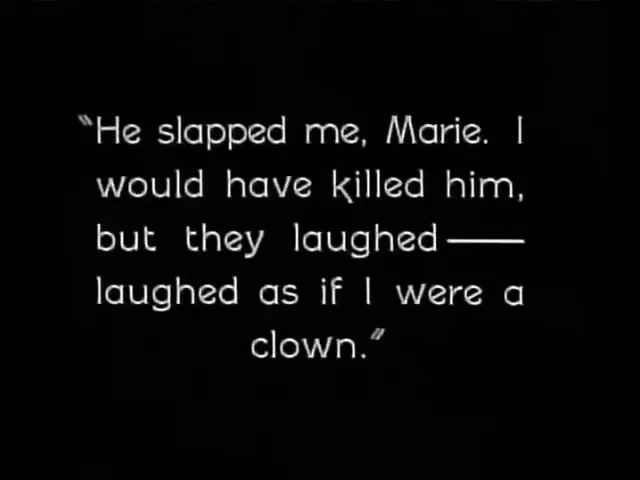 "He slapped me, Marie. I
would have killed him,
but they laughed——
laughed as if I were a
clown."